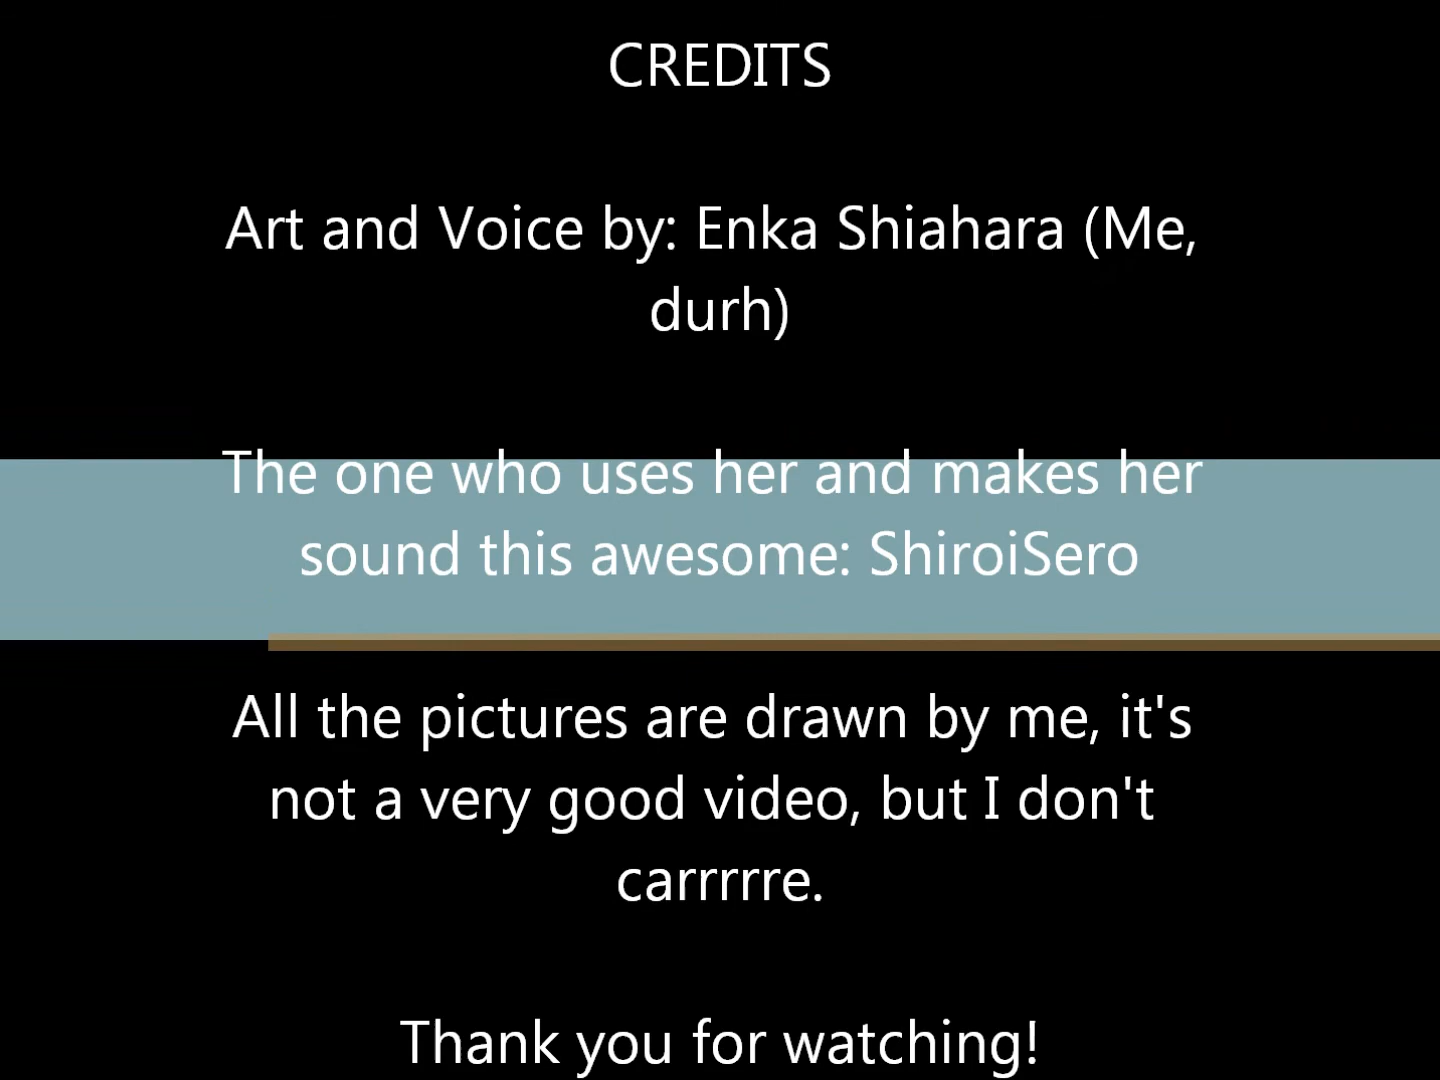 CREDITS
Art and Voice by: Enka Shiahara (Me,
durh)
The one who uses her and makes her
sound this awesome: ShiroiSero
All the pictures are drawn by me, it's
not a very good video, but I don't
carrrrre.
Thank you for watching!